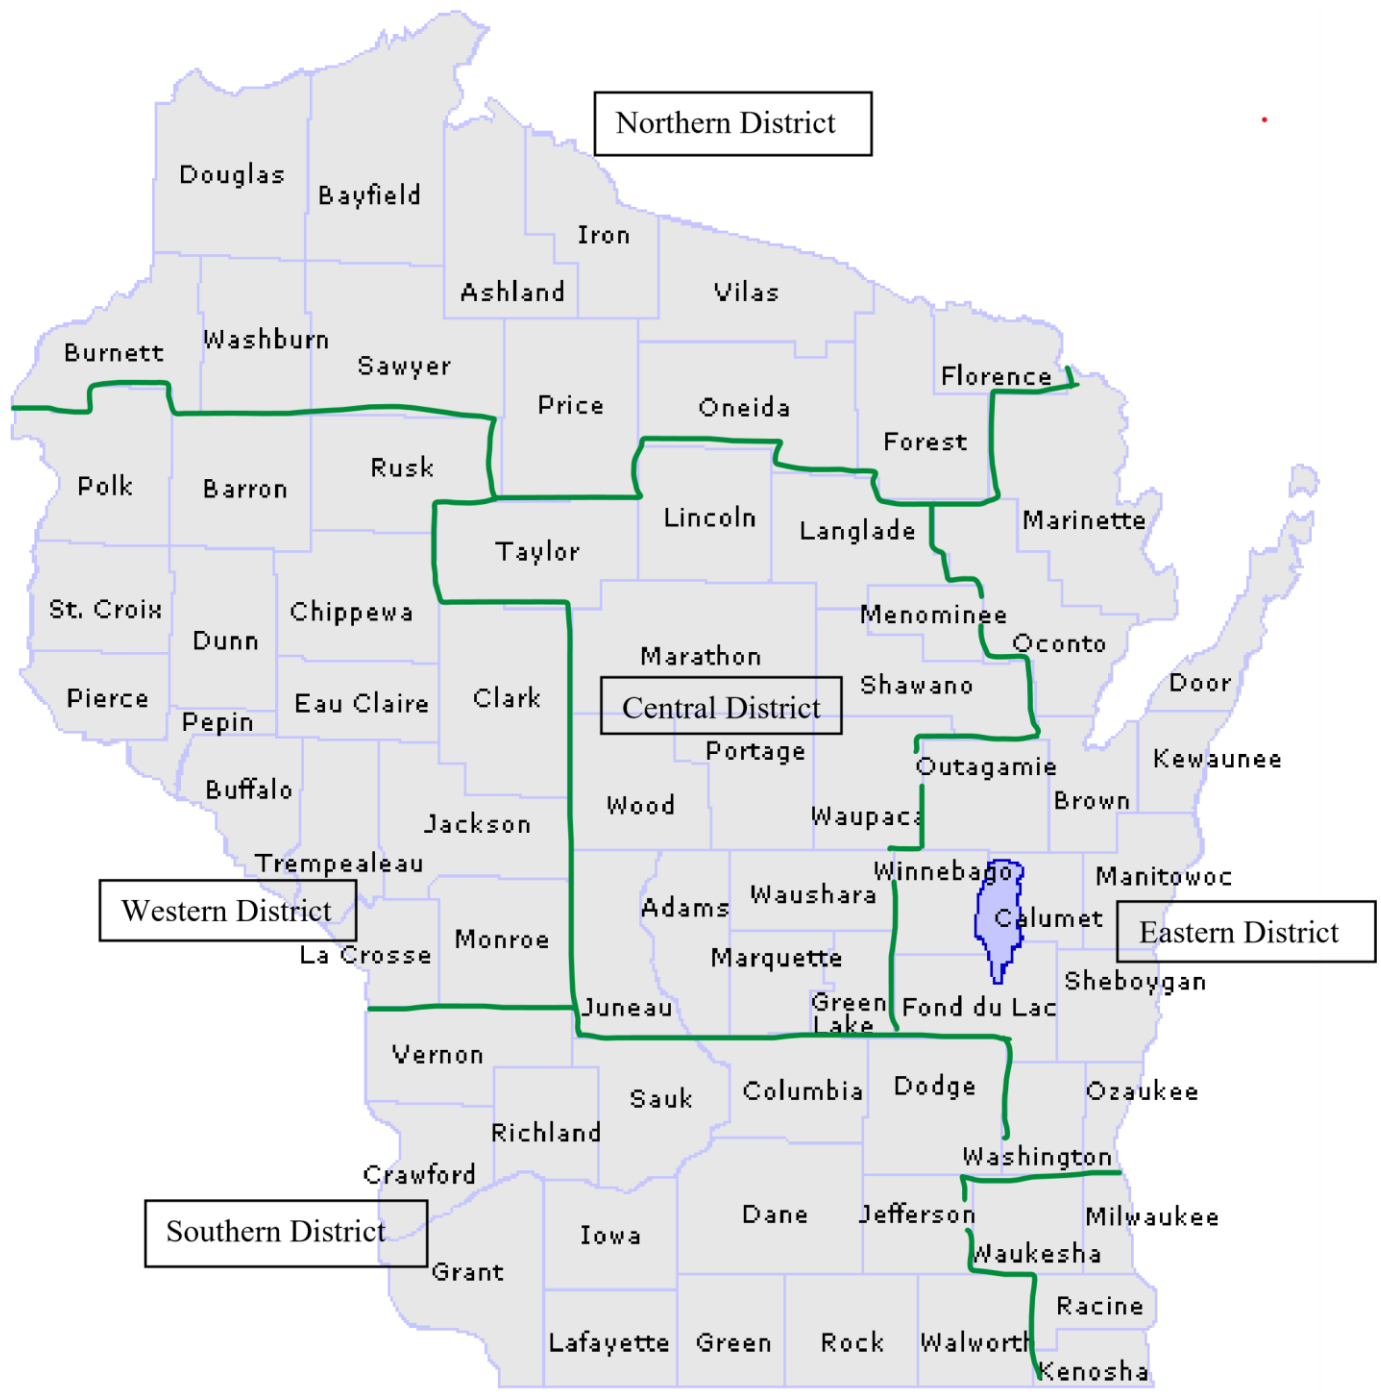 Northern District
Douglas
Bayfield
Iron
Ashland
Vilas
Burnett
Washburn
Sawyer
Florence
Price
Oneida
Forest
Polk
Barron
Rusk
Lincoln
Langlade
Marinette
Taylor
St. Croix
Chippewa
Menominee
Dunn
Oconto
Marathon
Shawano
Door
Pierce
Eau Claire
Clark
Central District
Pepin
Portage
Outagamie
Kewaunee
Buffalo
Wood
Brown
Jackson
Waupaca
Trempealeau
Winnebago
Manitowoc
Waushara
Adams
Western District
Calumet
Eastern District
Monroe
La Crosse
Marquette
Sheboygan
Juneau
Green
Lake
Fond du Lac
Vernon
Dodge
Columbia
Ozaukee
Sauk
Richland
Washington
Crawford
Dane
Jefferson
Milwaukee
Southern District
Iowa
Waukesha
Grant
Racine
Lafayette
Green
Rock
Walworth
Kenosha